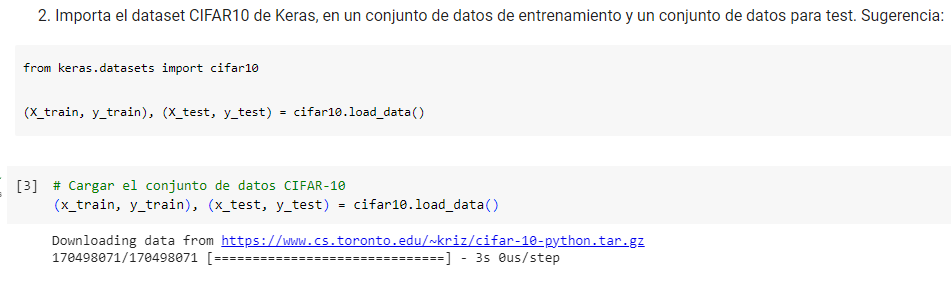 2. Importa el dataset CIFAR10 de Keras, en un conjunto de datos de entrenamiento y un conjunto de datos para test. Sugerencia:
from keras.datasets import cifar10
(X_train, y_train), (X_test, y_test) = cifar10.load_data()
[3] # Cargar el conjunto de datos CIFAR-10
(x_train, y_train), (x_test, y_test) = cifar10.load_data()
Downloading data from https://www.cs.toronto.edu/~kriz/cifar-10-python.tar.gz
170498071/170498071 [==============================] - 3s 0us/step